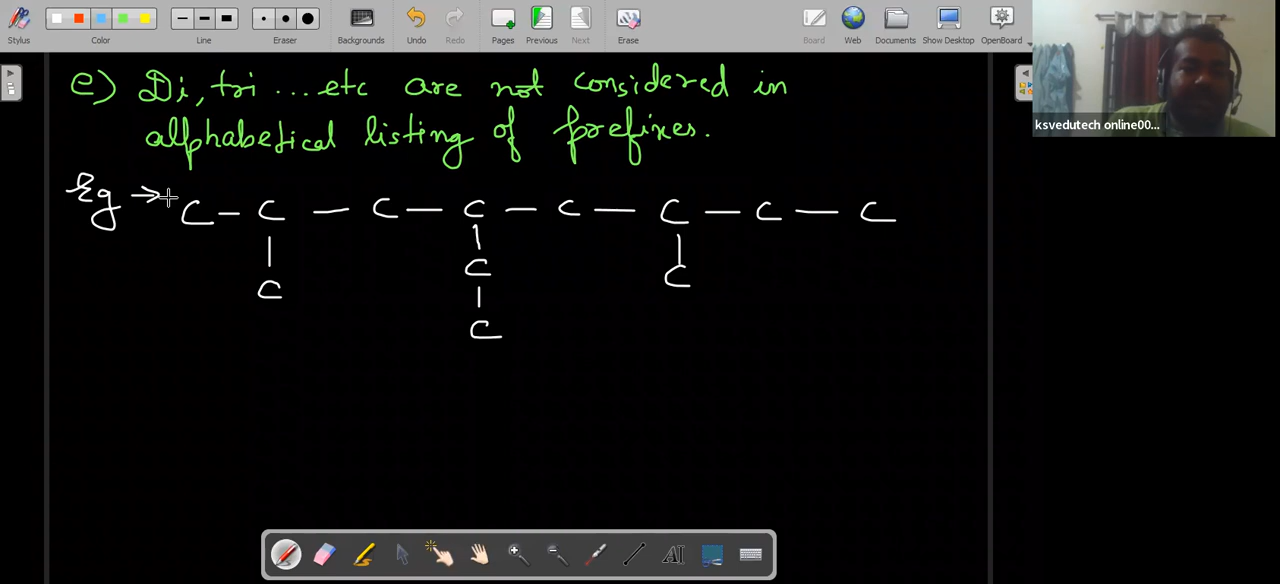 Stylus
Color
Line
Eraser
Backgrounds
Undo
Redo
Pages
Previous
Next
Erase
Board
Web
Documents
Show Desktop
OpenBoard
ksvedutech online00...
e) Di, tri ... etc are not considered in
alphabetical listing of prefixes.
Eg → C – C – C – C – C – C – C – C
C C C
C
AI